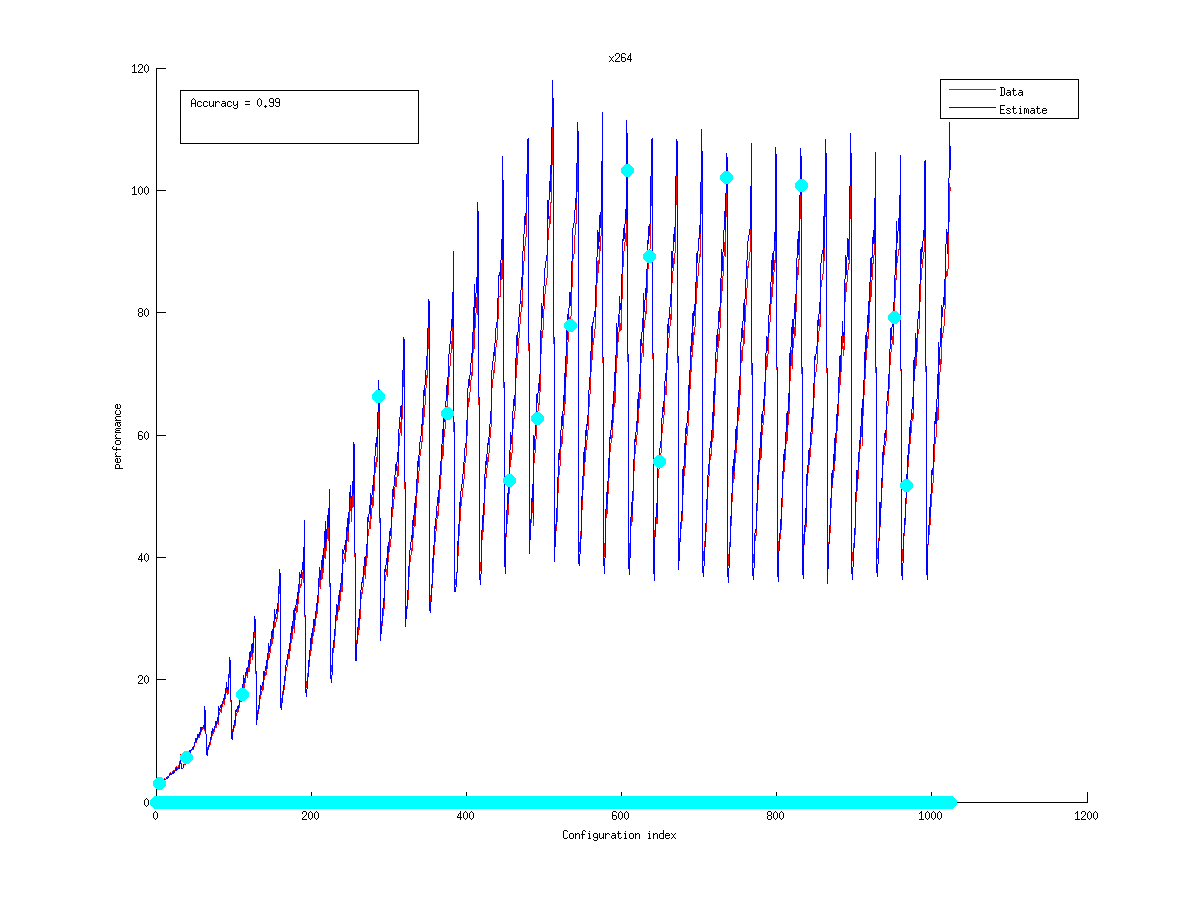 x264
Accuracy = 0.99
Data
Estimate
120
100
80
60
40
20
0
performance
0 200 400 600 800 1000 1200
Configuration index